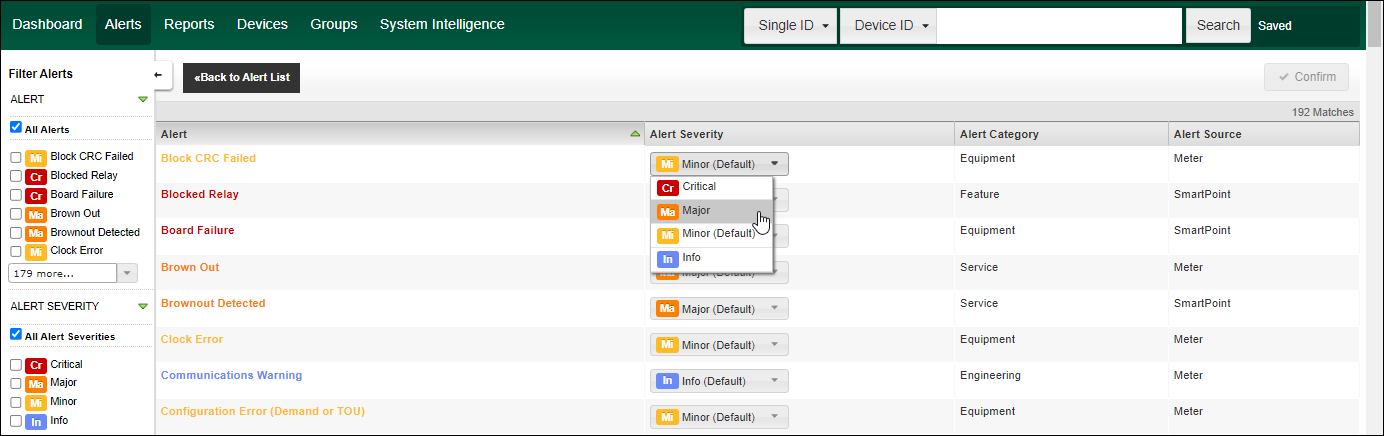 Dashboard Alerts Reports Devices Groups System Intelligence Single ID Device ID Search Saved
Filter Alerts
«Back to Alert List
Confirm
ALERT
192 Matches
All Alerts
Mi Block CRC Failed
Cr Blocked Relay
Cr Board Failure
Ma Brown Out
Ma Brownout Detected
Mi Clock Error
179 more...
ALERT SEVERITY
All Alert Severities
Cr Critical
Ma Major
Mi Minor
In Info
Alert Alert Severity Alert Category Alert Source
Block CRC Failed Mi Minor (Default) Equipment Meter
Cr Critical
Ma Major
Mi Minor (Default)
In Info
Blocked Relay Feature SmartPoint
Board Failure Equipment SmartPoint
Brown Out Ma Major (Default) Service Meter
Brownout Detected Ma Major (Default) Service SmartPoint
Clock Error Mi Minor (Default) Equipment Meter
Communications Warning In Info (Default) Engineering Meter
Configuration Error (Demand or TOU) Mi Minor (Default) Equipment Meter